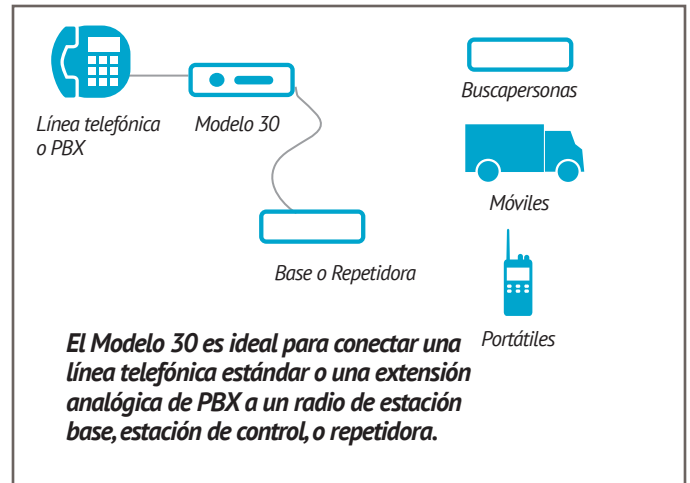 Línea telefónica
o PBX
Modelo 30
Base o Repetidora
Buscapersonas
Móviles
Portátiles
El Modelo 30 es ideal para conectar una
línea telefónica estándar o una extensión
analógica de PBX a un radio de estación
base, estación de control, o repetidora.